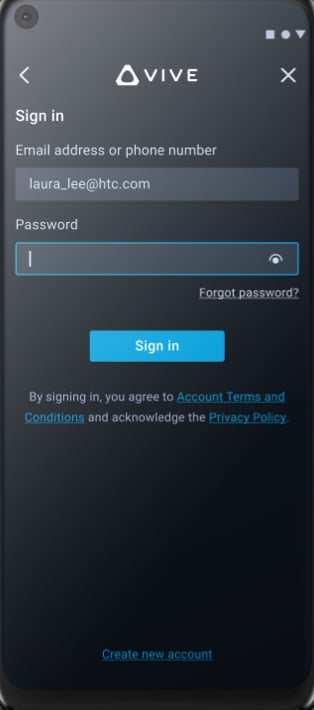 VIVE
Sign in
Email address or phone number
laura_lee@htc.com
Password
Forgot password?
Sign in
By signing in, you agree to Account Terms and
Conditions and acknowledge the Privacy Policy.
Create new account